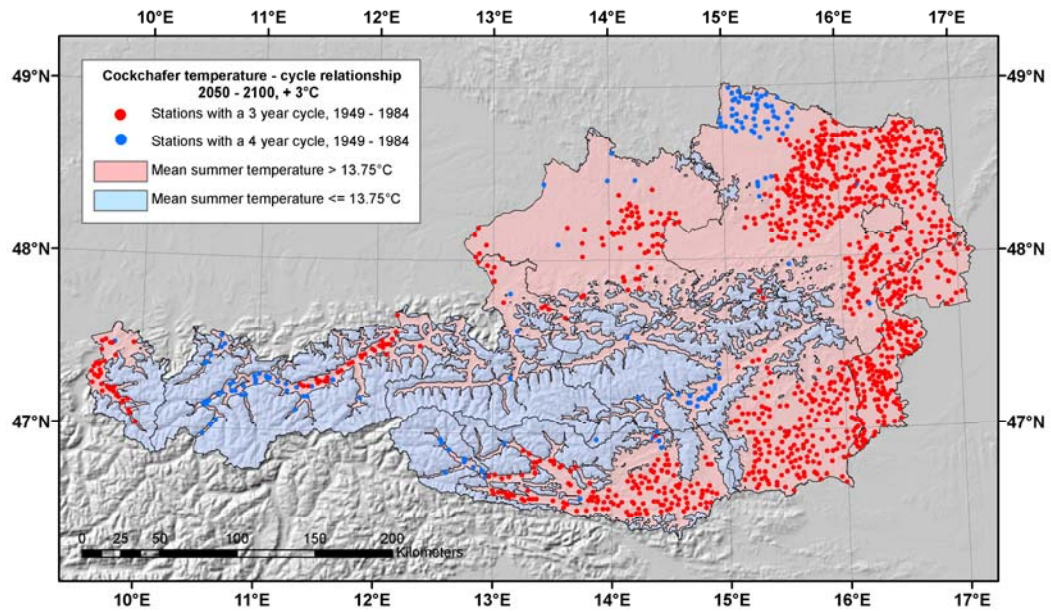 10°E 11°E 12°E 13°E 14°E 15°E 16°E 17°E
49°N 49°N
Cockchafer temperature - cycle relationship
2050 - 2100, + 3°C
Stations with a 3 year cycle, 1949 - 1984
Stations with a 4 year cycle, 1949 - 1984
Mean summer temperature > 13.75°C
Mean summer temperature <= 13.75°C
48°N 48°N
47°N 47°N
0 25 50 100 150 200
Kilometers
10°E 11°E 12°E 13°E 14°E 15°E 16°E 17°E